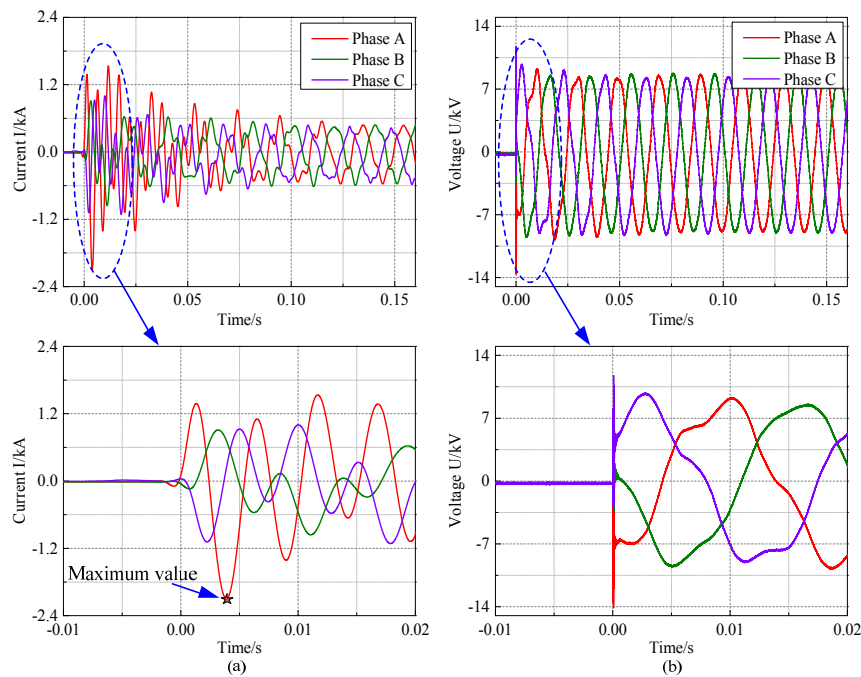 2.4
1.2
0.0
-1.2
-2.4
Current I/kA
Phase A
Phase B
Phase C
0.00 0.05 0.10 0.15
Time/s
14
7
0
-7
-14
Voltage U/kV
Phase A
Phase B
Phase C
0.00 0.05 0.10 0.15
Time/s
2.4
1.2
0.0
-1.2
-2.4
Current I/kA
Maximum value
-0.01 0.00 0.01 0.02
Time/s
(a)
14
7
0
-7
-14
Voltage U/kV
-0.01 0.00 0.01 0.02
Time/s
(b)